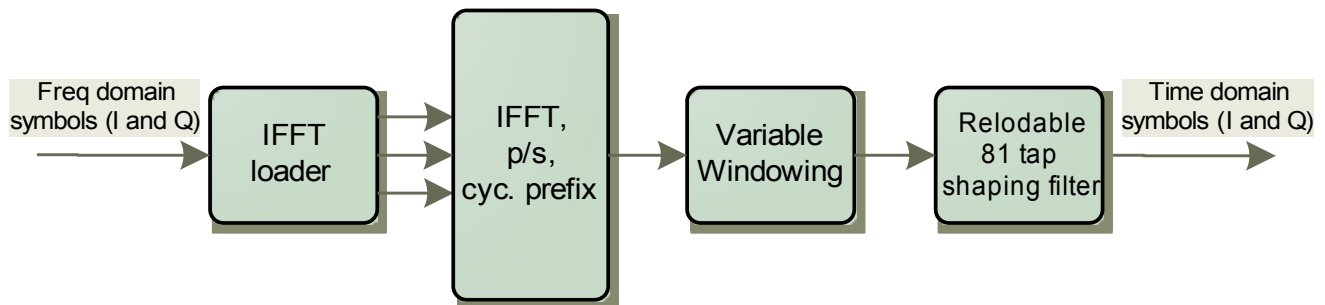 Freq domain
symbols (I and Q)
IFFT
loader
IFFT,
p/s,
cyc. prefix
Variable
Windowing
Relodable
81 tap
shaping filter
Time domain
symbols (I and Q)